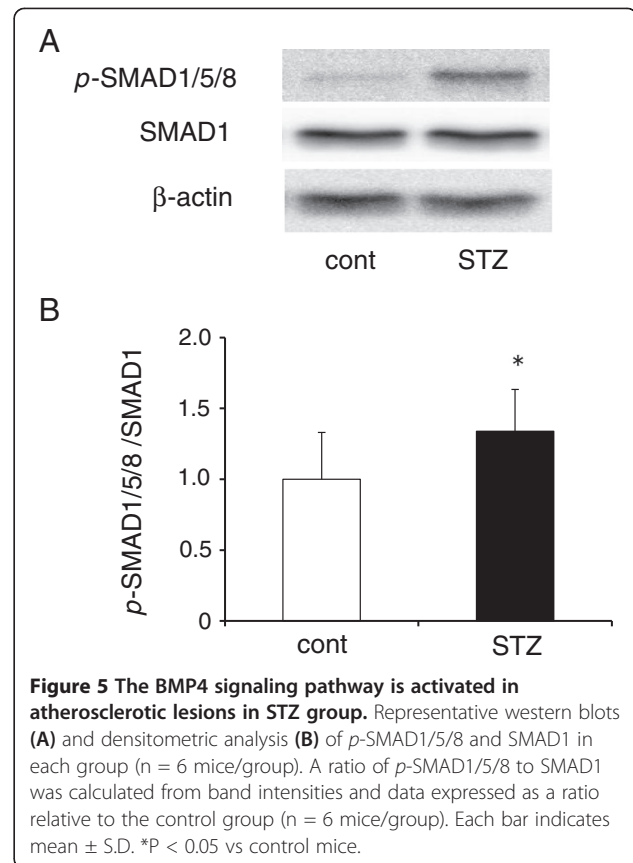 A
p-SMAD1/5/8
SMAD1
β-actin
cont STZ
B
p-SMAD1/5/8 /SMAD1
2.0
1.5
1.0
0.5
0
*
cont STZ
Figure 5 The BMP4 signaling pathway is activated in
atherosclerotic lesions in STZ group. Representative western blots
(A) and densitometric analysis (B) of p-SMAD1/5/8 and SMAD1 in
each group (n = 6 mice/group). A ratio of p-SMAD1/5/8 to SMAD1
was calculated from band intensities and data expressed as a ratio
relative to the control group (n = 6 mice/group). Each bar indicates
mean ± S.D. *P < 0.05 vs control mice.